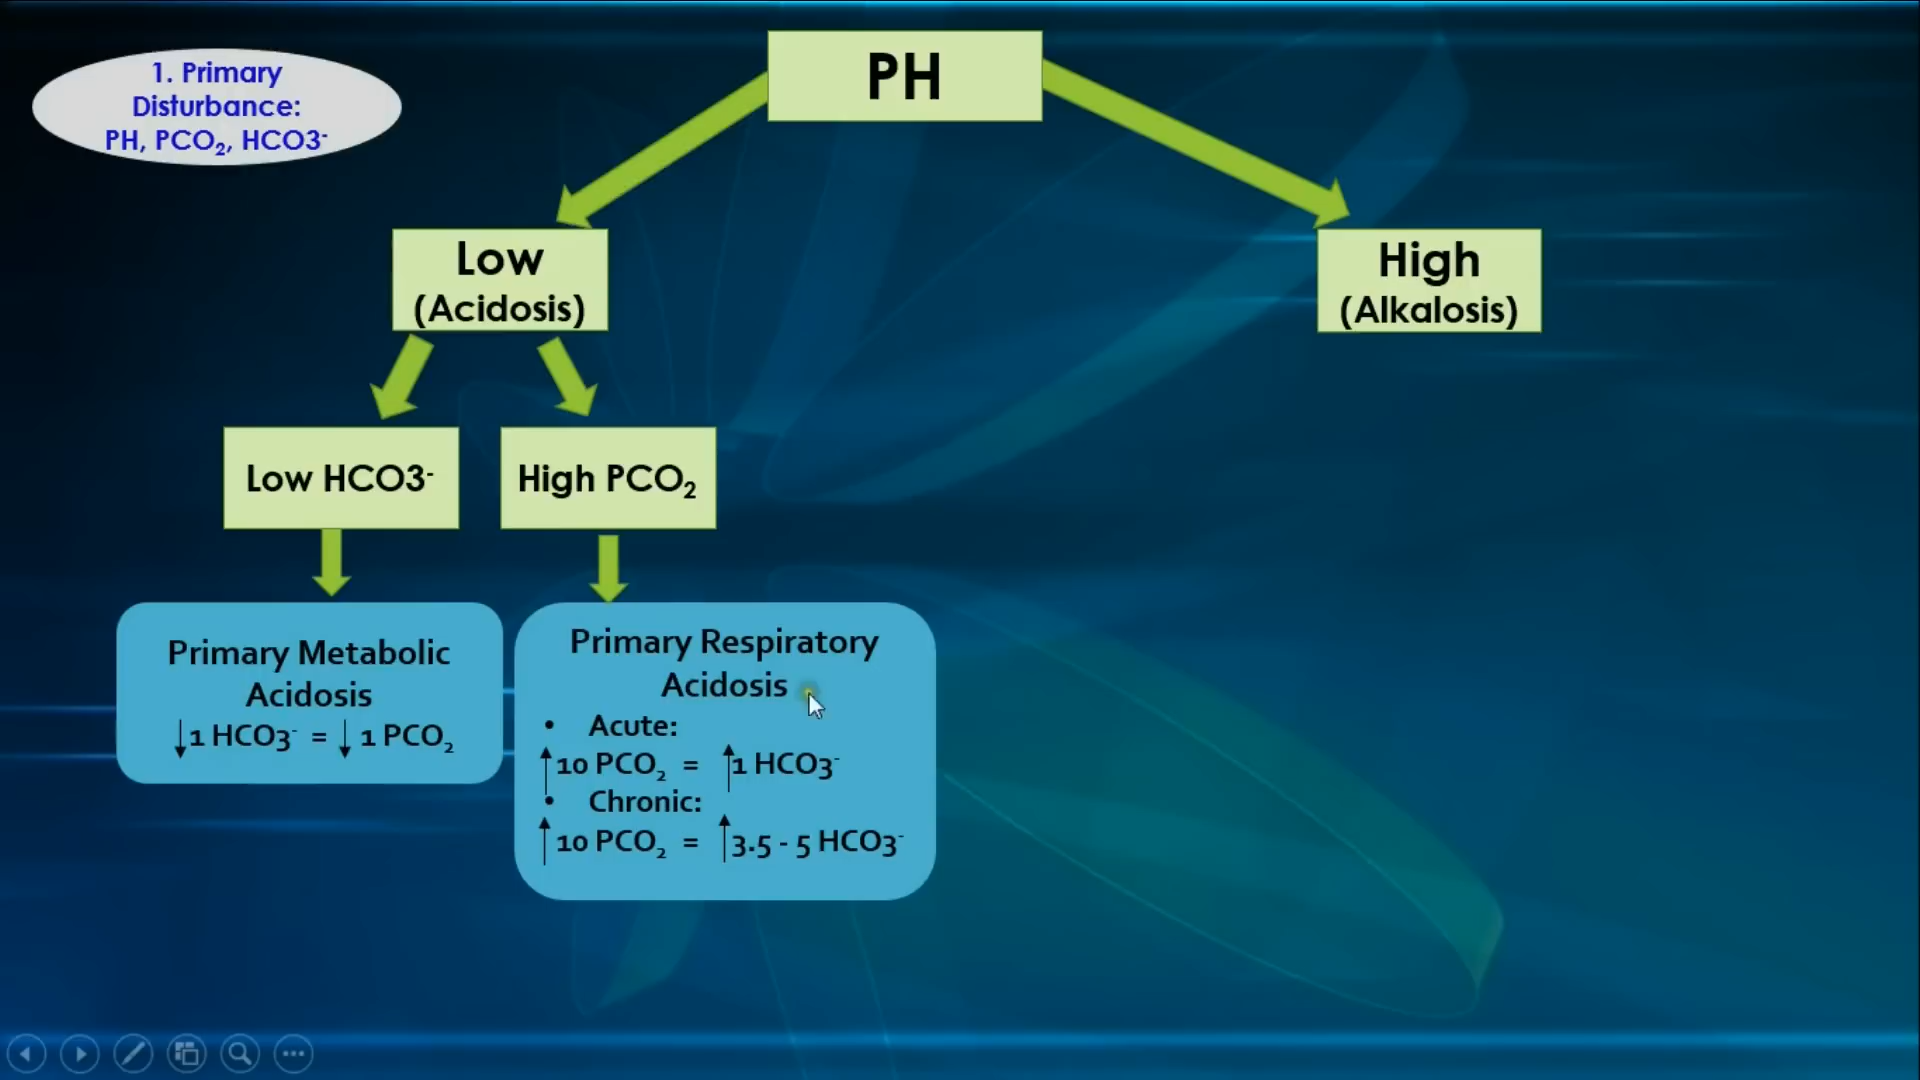 1. Primary
Disturbance:
PH, PCO₂, HCO3⁻
PH
Low
(Acidosis)
High
(Alkalosis)
Low HCO3⁻
High PCO₂
Primary Metabolic
Acidosis
↓1 HCO3⁻ = ↓ 1 PCO₂
Primary Respiratory
Acidosis
• Acute:
↑10 PCO₂ = ↑1 HCO3⁻
• Chronic:
↑10 PCO₂ = ↑3.5 - 5 HCO3⁻